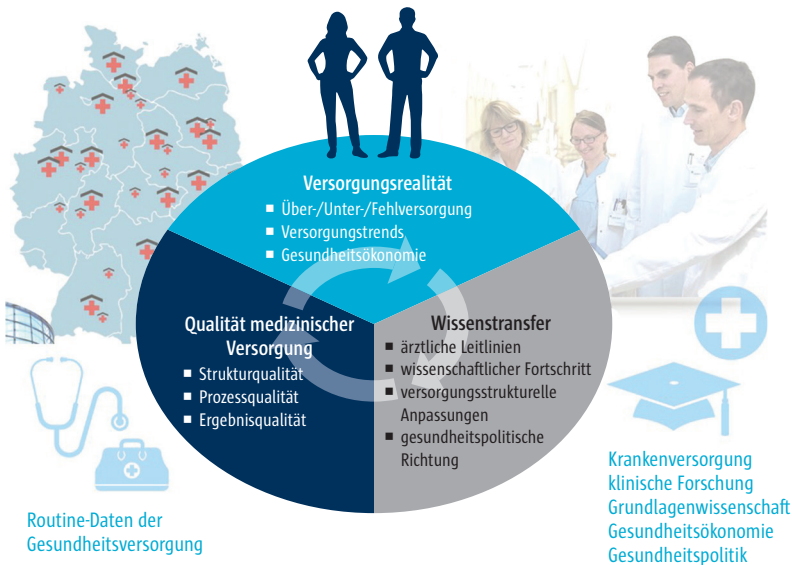 Versorgungsrealität
Über-/Unter-/Fehlversorgung
Versorgungstrends
Gesundheitsökonomie
Qualität medizinischer
Versorgung
Strukturqualität
Prozessqualität
Ergebnisqualität
Wissenstransfer
ärztliche Leitlinien
wissenschaftlicher Fortschritt
versorgungsstrukturelle
Anpassungen
gesundheitspolitische
Richtung
Routine-Daten der
Gesundheitsversorgung
Krankenversorgung
klinische Forschung
Grundlagenwissenschaft
Gesundheitsökonomie
Gesundheitspolitik